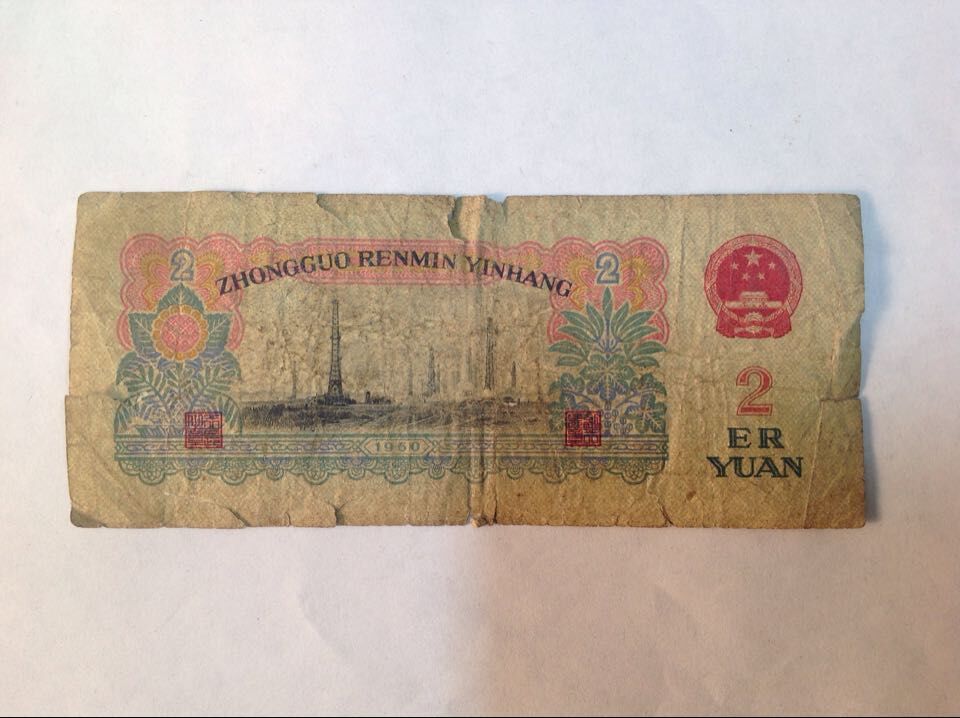 2
ZHONGGUO RENMIN YINHANG
2
1960
2
ER
YUAN